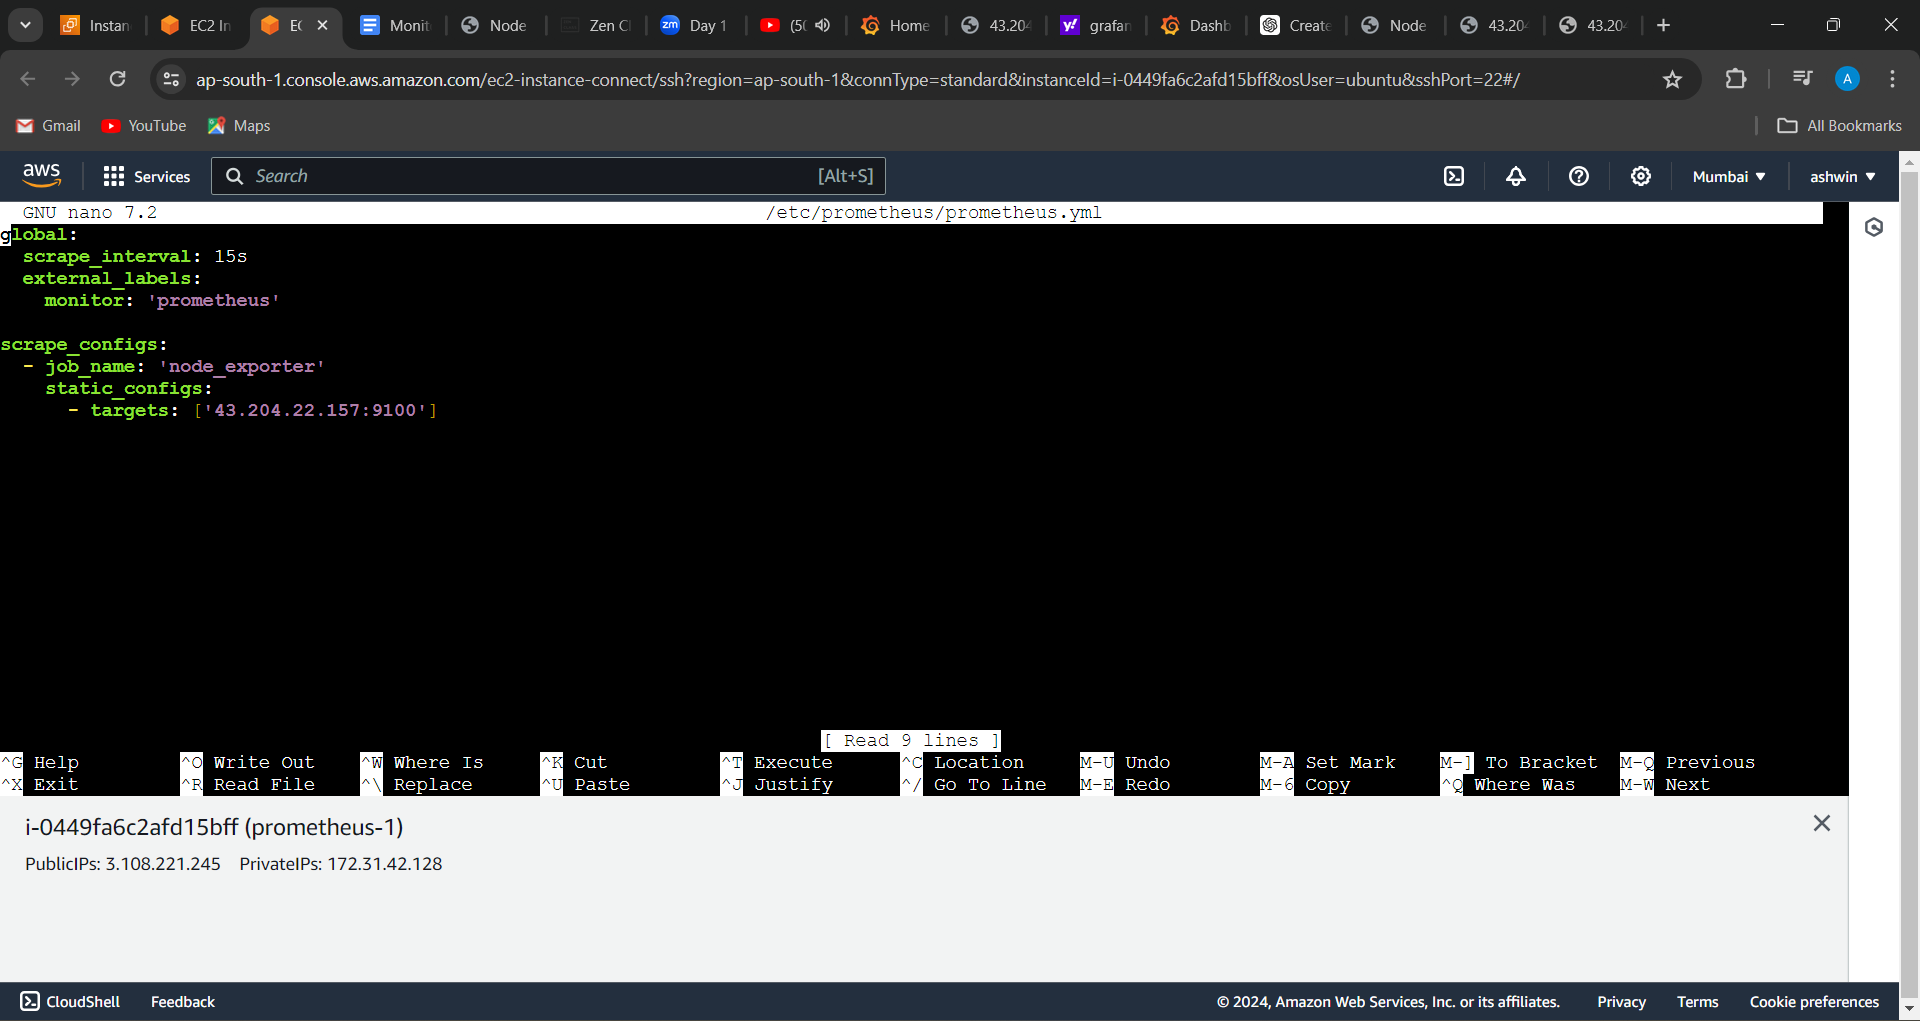 Instan
EC2 In
EC
Monit
Node
Zen Cl
zm Day 1
(50
Home
43.204
y! grafan
Dashb
Create
Node
43.204
43.204
ap-south-1.console.aws.amazon.com/ec2-instance-connect/ssh?region=ap-south-1&connType=standard&instanceId=i-0449fa6c2afd15bff&osUser=ubuntu&sshPort=22#/
A
Gmail YouTube Maps All Bookmarks
aws Services Search [Alt+S] Mumbai ashwin
GNU nano 7.2 /etc/prometheus/prometheus.yml
global:
scrape_interval: 15s
external_labels:
monitor: 'prometheus'
scrape_configs:
- job_name: 'node_exporter'
static_configs:
- targets: ['43.204.22.157:9100']
[ Read 9 lines ]
^G Help ^O Write Out ^W Where Is ^K Cut ^T Execute ^C Location M-U Undo M-A Set Mark M-] To Bracket M-Q Previous
^X Exit ^R Read File ^\ Replace ^U Paste ^J Justify ^/ Go To Line M-E Redo M-6 Copy ^Q Where Was M-W Next
i-0449fa6c2afd15bff (prometheus-1)
PublicIPs: 3.108.221.245 PrivateIPs: 172.31.42.128
CloudShell Feedback © 2024, Amazon Web Services, Inc. or its affiliates. Privacy Terms Cookie preferences